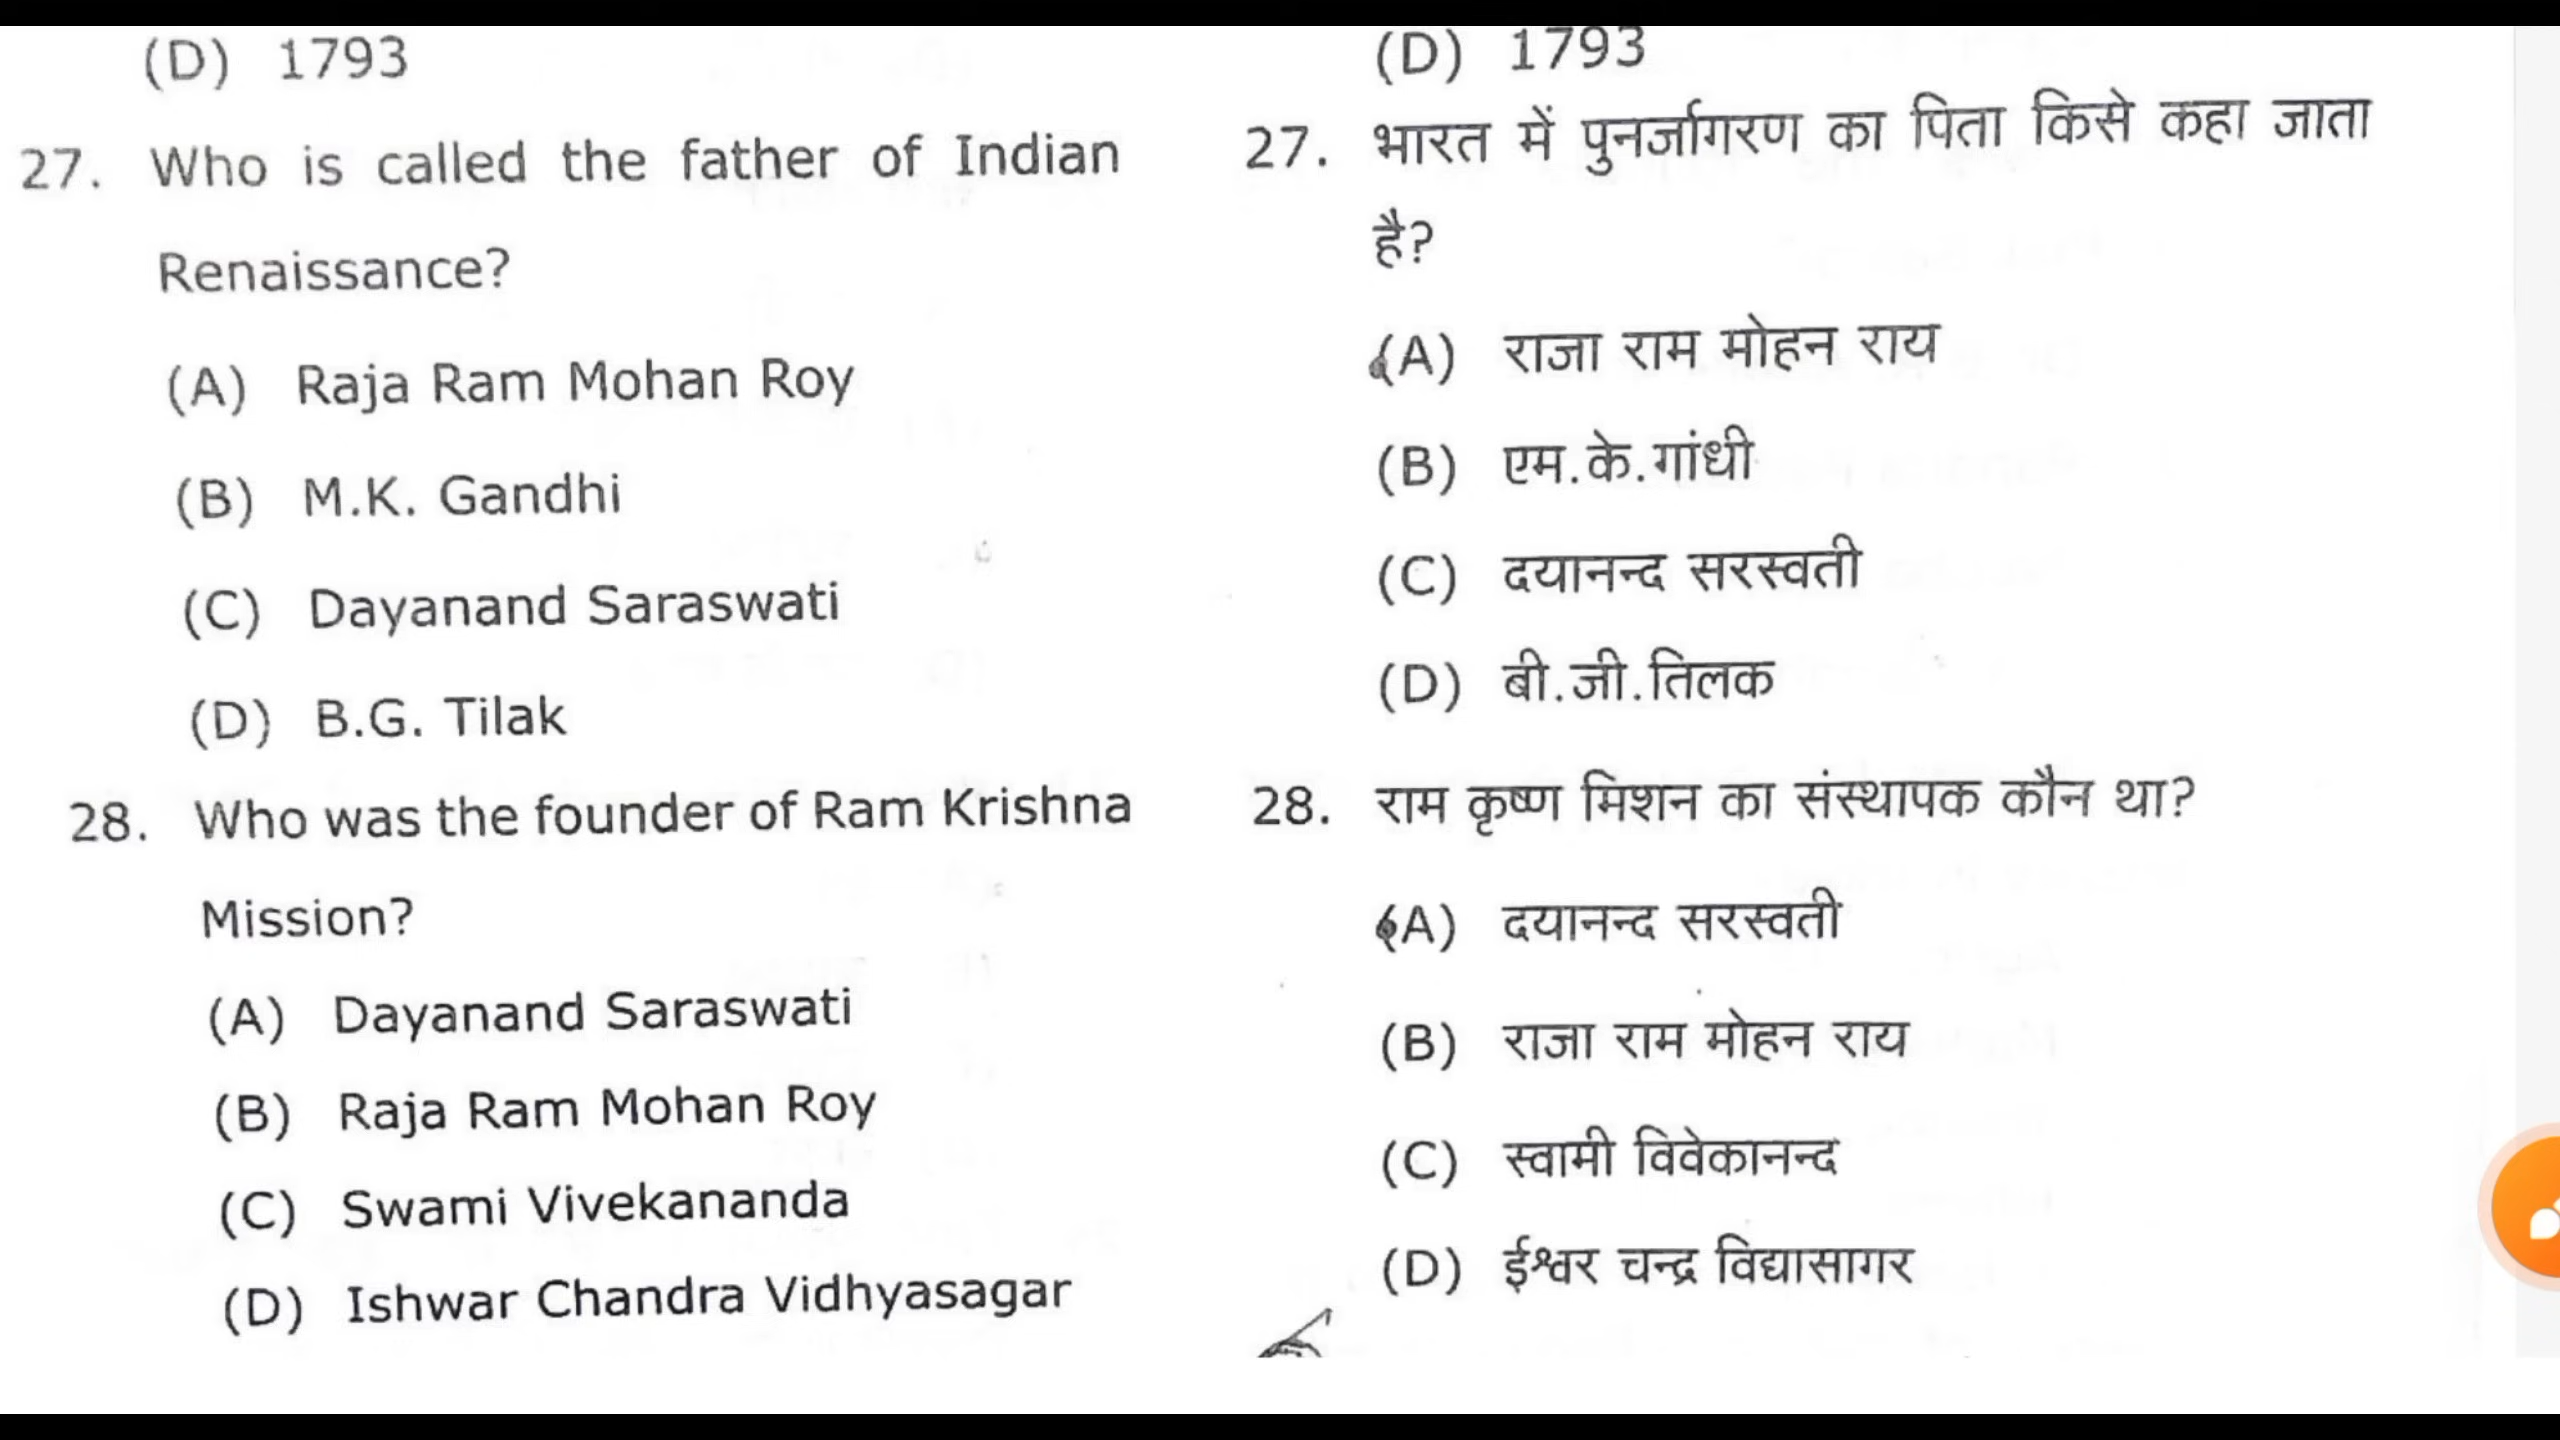 (D) 1793
27. Who is called the father of Indian
Renaissance?
(A) Raja Ram Mohan Roy
(B) M.K. Gandhi
(C) Dayanand Saraswati
(D) B.G. Tilak
28. Who was the founder of Ram Krishna
Mission?
(A) Dayanand Saraswati
(B) Raja Ram Mohan Roy
(C) Swami Vivekananda
(D) Ishwar Chandra Vidhyasagar
(D) 1793
27. भारत में पुनर्जागरण का पिता किसे कहा जाता
है?
(A) राजा राम मोहन राय
(B) एम.के.गांधी
(C) दयानन्द सरस्वती
(D) बी.जी.तिलक
28. राम कृष्ण मिशन का संस्थापक कौन था?
(A) दयानन्द सरस्वती
(B) राजा राम मोहन राय
(C) स्वामी विवेकानन्द
(D) ईश्वर चन्द्र विद्यासागर